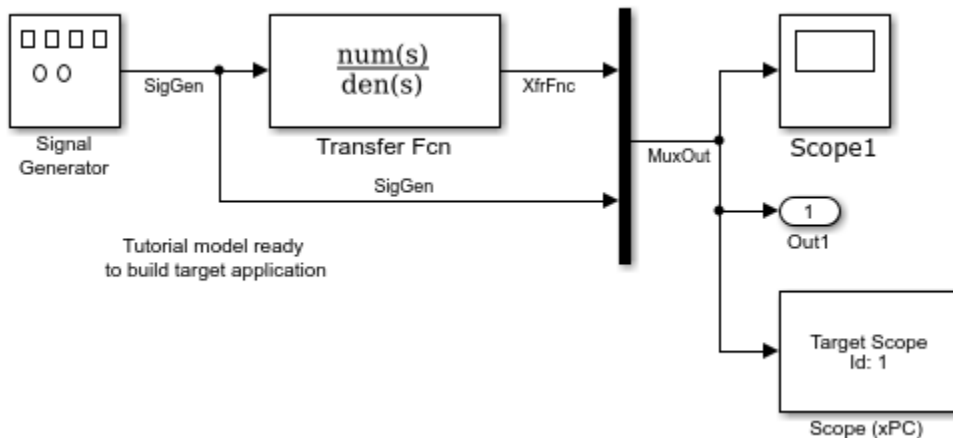 num(s)
den(s)
SigGen
XfrFnc
Signal
Generator
Transfer Fcn
MuxOut
Scope1
SigGen
1
Out1
Tutorial model ready
to build target application
Target Scope
Id: 1
Scope (xPC)